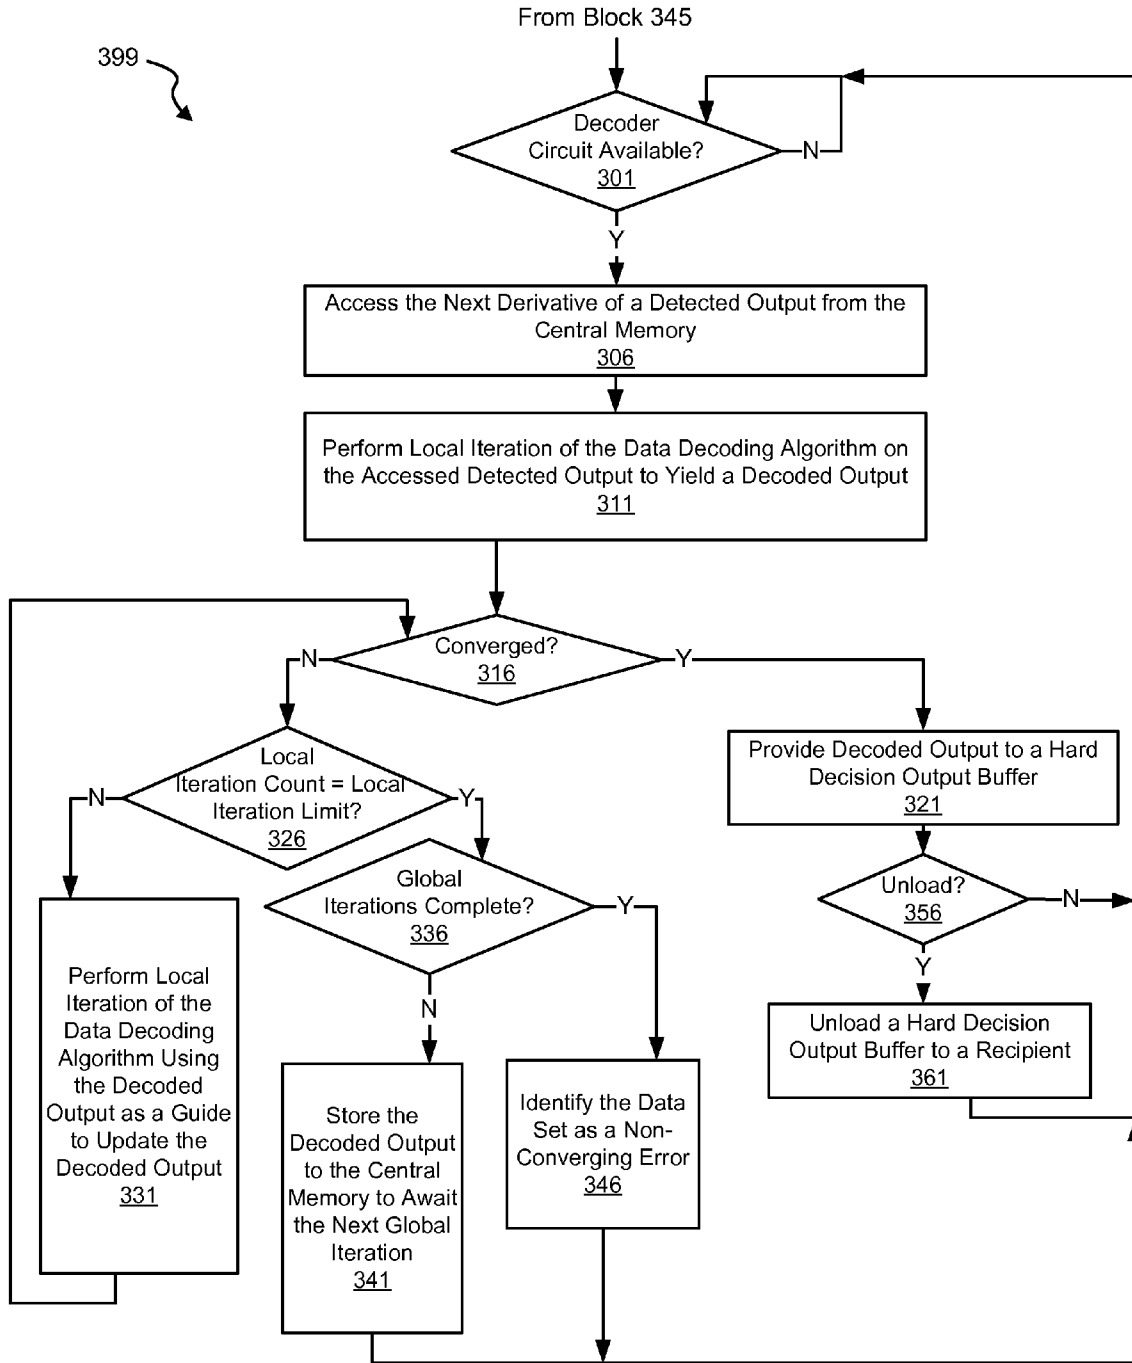 From Block 345
399
Decoder
Circuit Available?
301
N
Y
Access the Next Derivative of a Detected Output from the
Central Memory
306
Perform Local Iteration of the Data Decoding Algorithm on
the Accessed Detected Output to Yield a Decoded Output
311
Converged?
316
N
Y
Local
Iteration Count = Local
Iteration Limit?
326
N
Y
Provide Decoded Output to a Hard
Decision Output Buffer
321
Global
Iterations Complete?
336
Y
N
Unload?
356
N
Y
Perform Local
Iteration of the
Data Decoding
Algorithm Using
the Decoded
Output as a Guide
to Update the
Decoded Output
331
Store the
Decoded Output
to the Central
Memory to Await
the Next Global
Iteration
341
Identify the Data
Set as a Non-
Converging Error
346
Unload a Hard Decision
Output Buffer to a Recipient
361